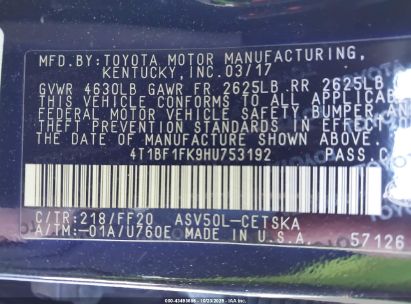 MFD.BY: TOYOTA MOTOR MANUFACTURING,
KENTUCKY, INC. 03/17
GVWR 4630LB GAWR FR 2625LB RR 2625LB
THIS VEHICLE CONFORMS TO ALL APPLICAB
FEDERAL MOTOR VEHICLE SAFETY, BUMPER, AN
THEFT PREVENTION STANDARDS IN EFFECT ON
THE DATE OF MANUFACTURE SHOWN ABOVE.
4T1BF1FK9HU753192 PASS.C
C/TR:218/FF20 ASV50L-CETSKA
A/TM:-01A/U760E MADE IN U.S.A. 57126